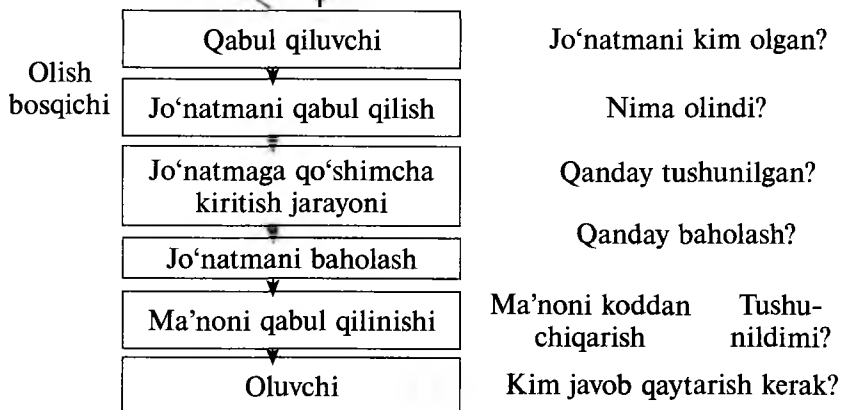 Qabul qiluvchi
Jo‘natmani kim olgan?
Olish
bosqichi
Jo‘natmani qabul qilish
Nima olindi?
Jo‘natmaga qo‘shimcha
kiritish jarayoni
Qanday tushunilgan?
Qanday baholash?
Jo‘natmani baholash
Ma’noni qabul qilinishi
Ma’noni koddan
chiqarish
Tushu-
nildimi?
Oluvchi
Kim javob qaytarish kerak?